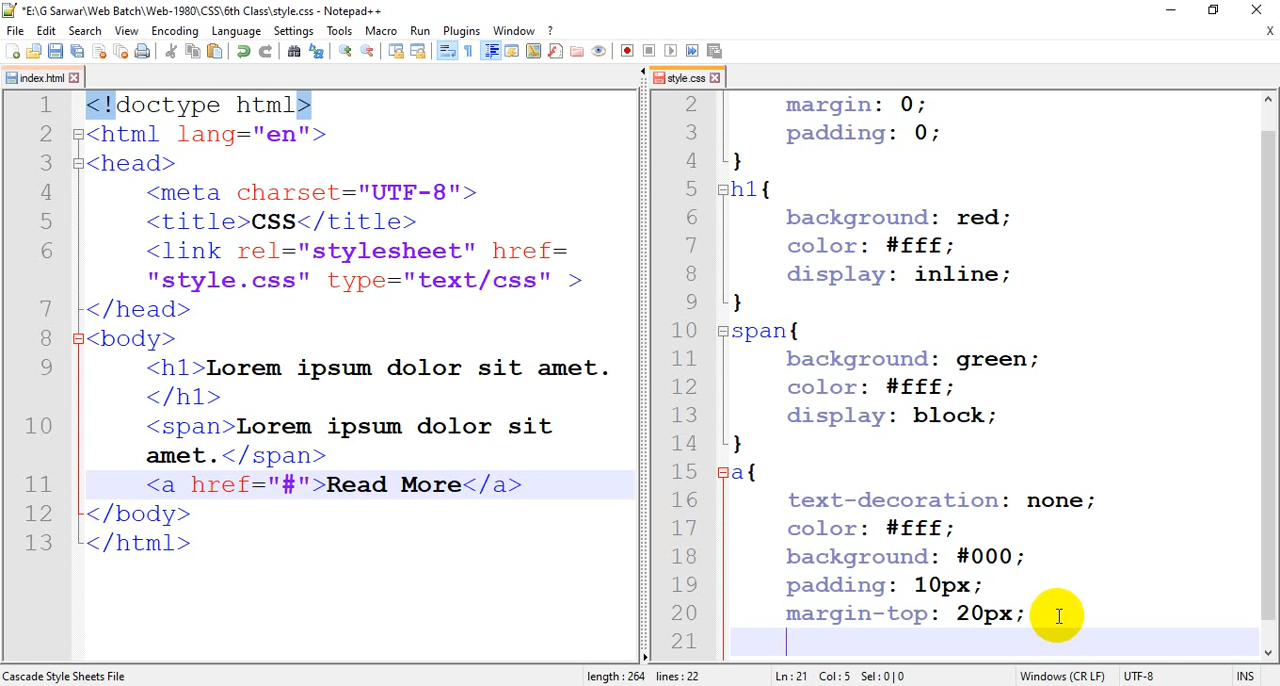 *E:\G Sarwar\Web Batch\Web-1980\CSS\6th Class\style.css - Notepad++
File Edit Search View Encoding Language Settings Tools Macro Run Plugins Window ? X
index.html
1 <!doctype html>
2 <html lang="en">
3 <head>
4 <meta charset="UTF-8">
5 <title>CSS</title>
6 <link rel="stylesheet" href=
"style.css" type="text/css" >
7 </head>
8 <body>
9 <h1>Lorem ipsum dolor sit amet.
</h1>
10 <span>Lorem ipsum dolor sit
amet.</span>
11 <a href="#">Read More</a>
12 </body>
13 </html>
style.css
2 margin: 0;
3 padding: 0;
4 }
5 h1{
6 background: red;
7 color: #fff;
8 display: inline;
9 }
10 span{
11 background: green;
12 color: #fff;
13 display: block;
14 }
15 a{
16 text-decoration: none;
17 color: #fff;
18 background: #000;
19 padding: 10px;
20 margin-top: 20px;
21
Cascade Style Sheets File length : 264 lines : 22 Ln : 21 Col : 5 Sel : 0 | 0 Windows (CR LF) UTF-8 INS